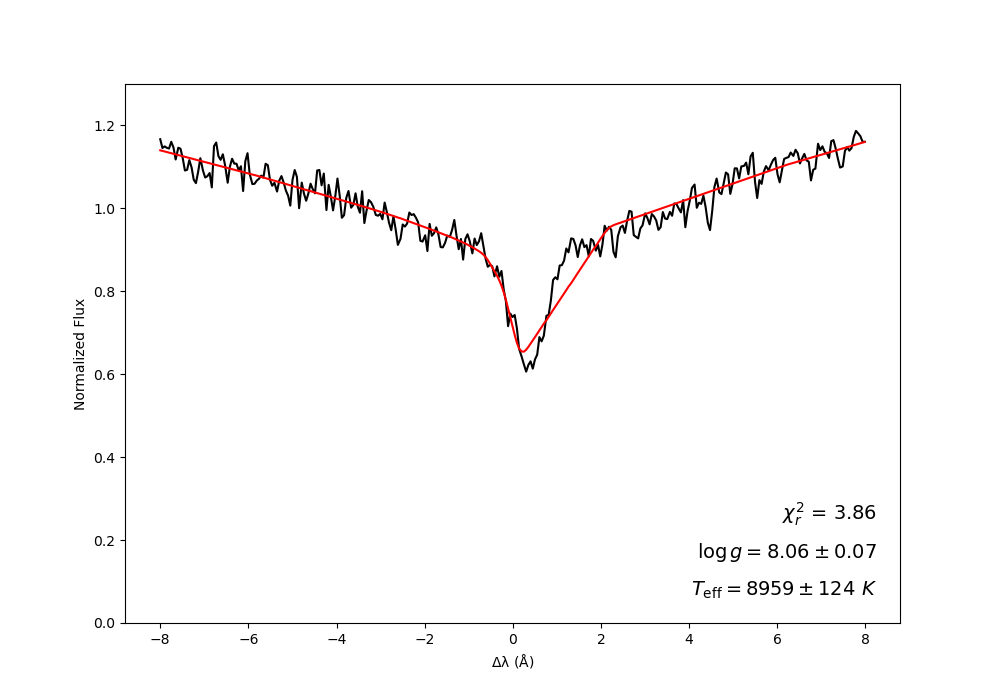 1.2
1.0
0.8
0.6
0.4
0.2
0.0
Normalized Flux
χ²ᵣ = 3.86
log g = 8.06 ± 0.07
T_eff = 8959 ± 124 K
−8 −6 −4 −2 0 2 4 6 8
Δλ (Å)